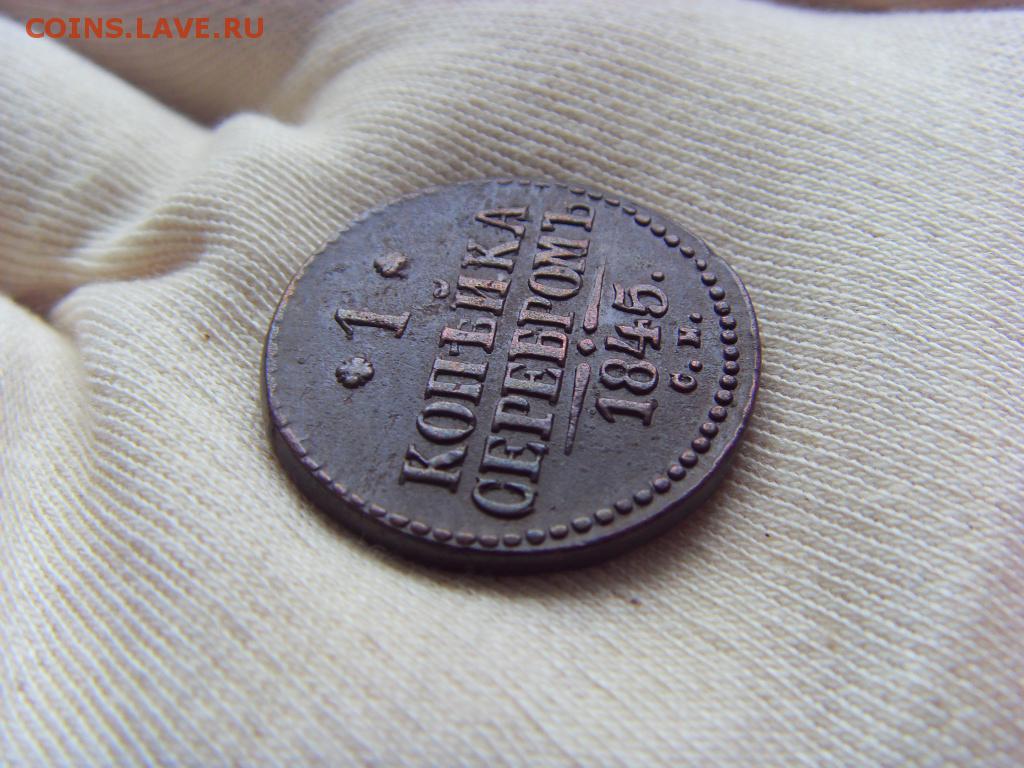 COINS.LAVE.RU
* 1 *
КОПѢЙКА
СЕРЕБРОМЪ
1845.
С. М.